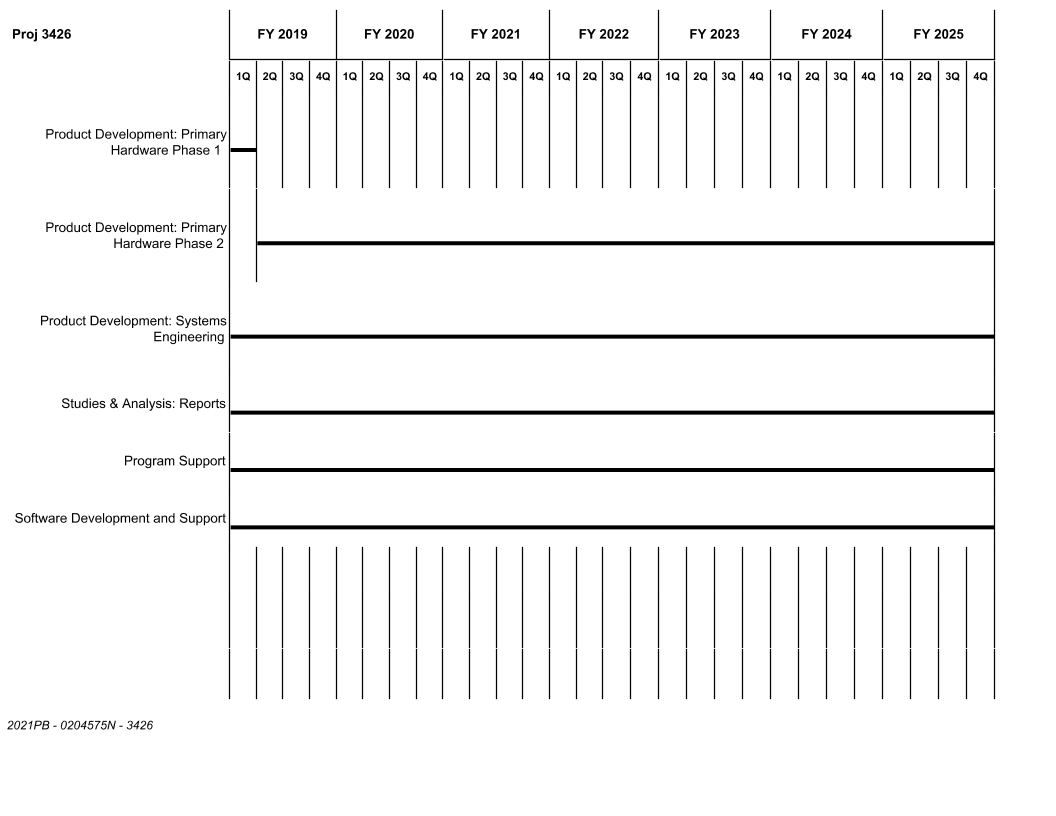 Proj 3426 FY 2019 FY 2020 FY 2021 FY 2022 FY 2023 FY 2024 FY 2025
1Q 2Q 3Q 4Q 1Q 2Q 3Q 4Q 1Q 2Q 3Q 4Q 1Q 2Q 3Q 4Q 1Q 2Q 3Q 4Q 1Q 2Q 3Q 4Q 1Q 2Q 3Q 4Q
Product Development: Primary
Hardware Phase 1
Product Development: Primary
Hardware Phase 2
Product Development: Systems
Engineering
Studies & Analysis: Reports
Program Support
Software Development and Support
2021PB - 0204575N - 3426